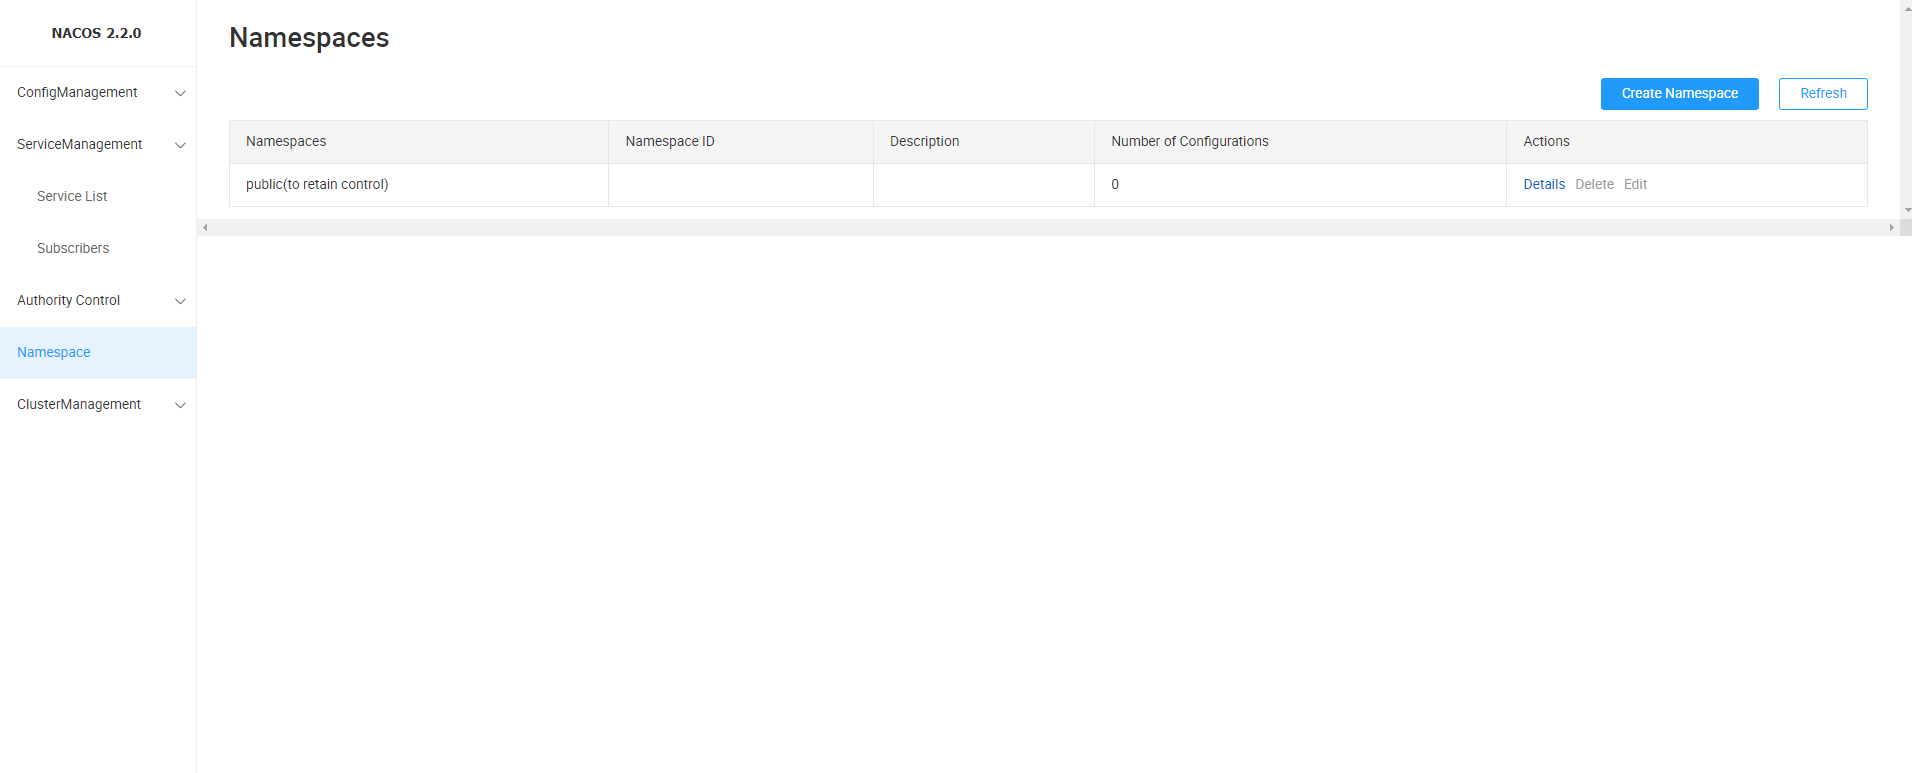 NACOS 2.2.0
ConfigManagement
ServiceManagement
Service List
Subscribers
Authority Control
Namespace
ClusterManagement
Namespaces
Create Namespace Refresh
Namespaces Namespace ID Description Number of Configurations Actions
public(to retain control) 0 Details Delete Edit